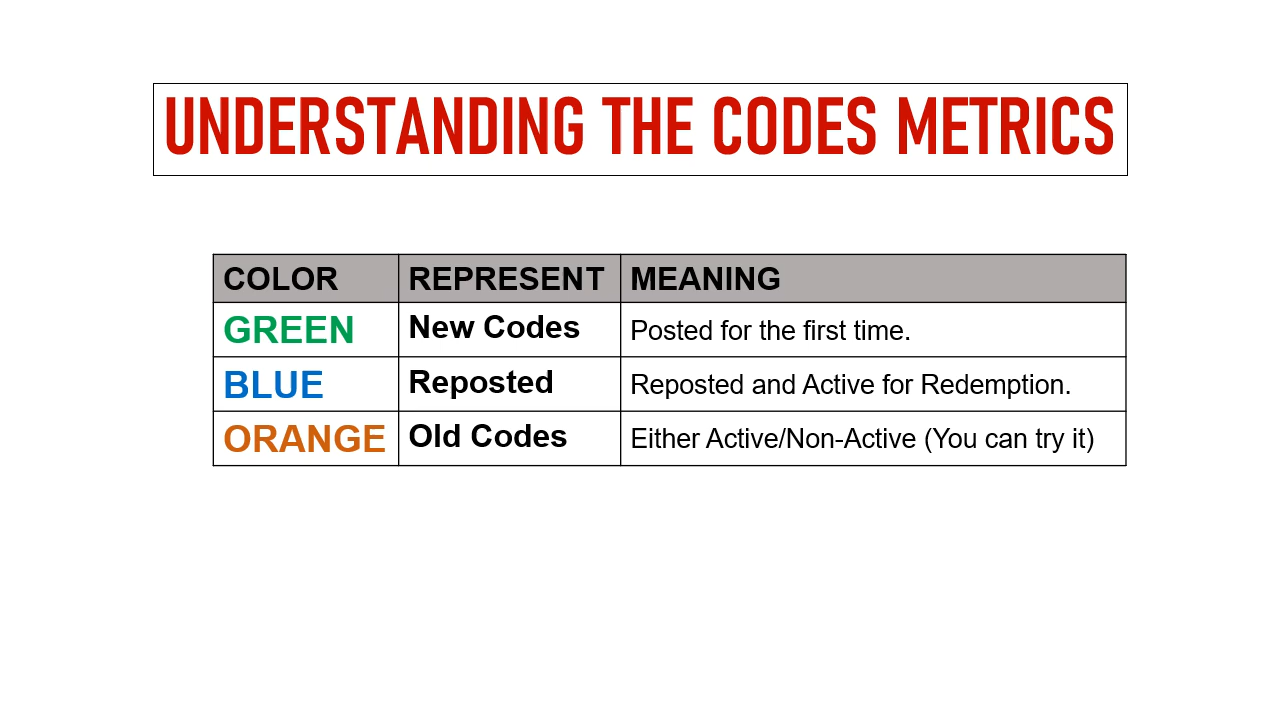 UNDERSTANDING THE CODES METRICS
COLOR REPRESENT MEANING
GREEN New Codes Posted for the first time.
BLUE Reposted Reposted and Active for Redemption.
ORANGE Old Codes Either Active/Non-Active (You can try it)